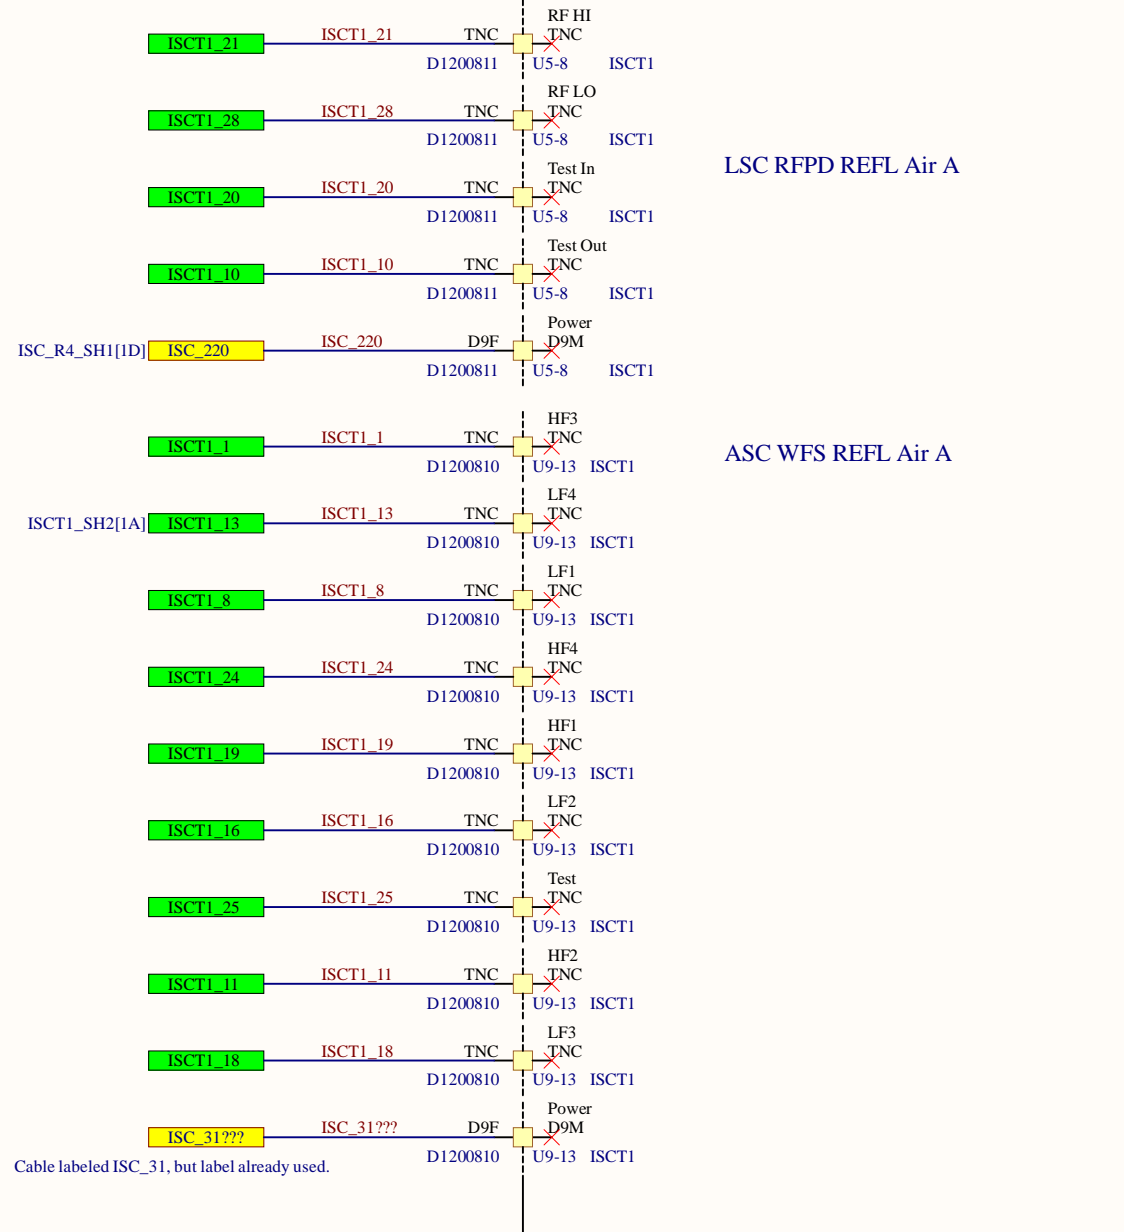 RF HI
ISCT1_21 ISCT1_21 TNC TNC
D1200811 U5-8 ISCT1
RF LO
ISCT1_28 ISCT1_28 TNC TNC
D1200811 U5-8 ISCT1
LSC RFPD REFL Air A
Test In
ISCT1_20 ISCT1_20 TNC TNC
D1200811 U5-8 ISCT1
Test Out
ISCT1_10 ISCT1_10 TNC TNC
D1200811 U5-8 ISCT1
Power
ISC_R4_SH1[1D] ISC_220 ISC_220 D9F D9M
D1200811 U5-8 ISCT1
HF3
ISCT1_1 ISCT1_1 TNC TNC
ASC WFS REFL Air A
D1200810 U9-13 ISCT1
LF4
ISCT1_SH2[1A] ISCT1_13 ISCT1_13 TNC TNC
D1200810 U9-13 ISCT1
LF1
ISCT1_8 ISCT1_8 TNC TNC
D1200810 U9-13 ISCT1
HF4
ISCT1_24 ISCT1_24 TNC TNC
D1200810 U9-13 ISCT1
HF1
ISCT1_19 ISCT1_19 TNC TNC
D1200810 U9-13 ISCT1
LF2
ISCT1_16 ISCT1_16 TNC TNC
D1200810 U9-13 ISCT1
Test
ISCT1_25 ISCT1_25 TNC TNC
D1200810 U9-13 ISCT1
HF2
ISCT1_11 ISCT1_11 TNC TNC
D1200810 U9-13 ISCT1
LF3
ISCT1_18 ISCT1_18 TNC TNC
D1200810 U9-13 ISCT1
Power
ISC_31??? ISC_31??? D9F D9M
D1200810 U9-13 ISCT1
Cable labeled ISC_31, but label already used.